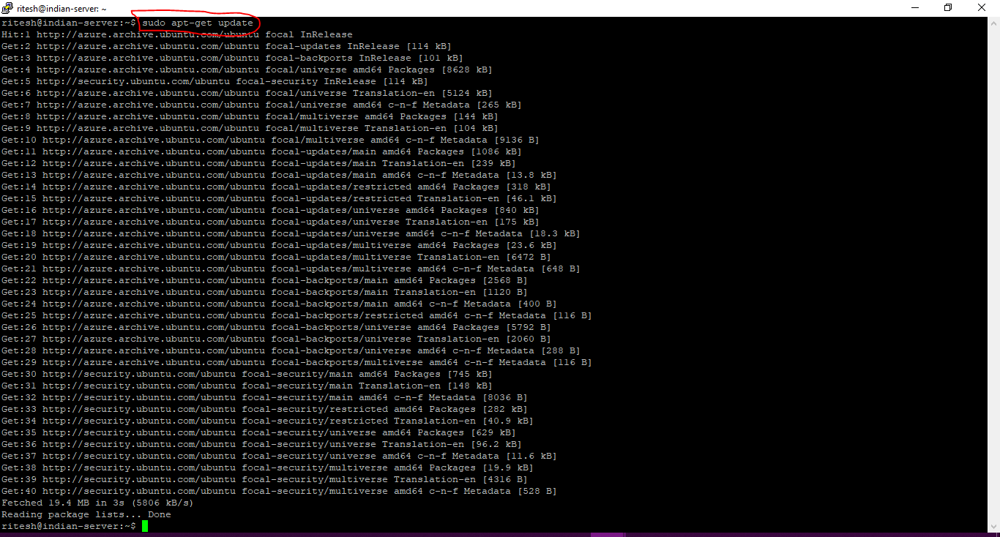 ritesh@indian-server: ~
ritesh@indian-server:~$ sudo apt-get update
Hit:1 http://azure.archive.ubuntu.com/ubuntu focal InRelease
Get:2 http://azure.archive.ubuntu.com/ubuntu focal-updates InRelease [114 kB]
Get:3 http://azure.archive.ubuntu.com/ubuntu focal-backports InRelease [101 kB]
Get:4 http://azure.archive.ubuntu.com/ubuntu focal/universe amd64 Packages [8628 kB]
Get:5 http://security.ubuntu.com/ubuntu focal-security InRelease [114 kB]
Get:6 http://azure.archive.ubuntu.com/ubuntu focal/universe Translation-en [5124 kB]
Get:7 http://azure.archive.ubuntu.com/ubuntu focal/universe amd64 c-n-f Metadata [265 kB]
Get:8 http://azure.archive.ubuntu.com/ubuntu focal/multiverse amd64 Packages [144 kB]
Get:9 http://azure.archive.ubuntu.com/ubuntu focal/multiverse Translation-en [104 kB]
Get:10 http://azure.archive.ubuntu.com/ubuntu focal/multiverse amd64 c-n-f Metadata [9136 B]
Get:11 http://azure.archive.ubuntu.com/ubuntu focal-updates/main amd64 Packages [1086 kB]
Get:12 http://azure.archive.ubuntu.com/ubuntu focal-updates/main Translation-en [239 kB]
Get:13 http://azure.archive.ubuntu.com/ubuntu focal-updates/main amd64 c-n-f Metadata [13.8 kB]
Get:14 http://azure.archive.ubuntu.com/ubuntu focal-updates/restricted amd64 Packages [318 kB]
Get:15 http://azure.archive.ubuntu.com/ubuntu focal-updates/restricted Translation-en [46.1 kB]
Get:16 http://azure.archive.ubuntu.com/ubuntu focal-updates/universe amd64 Packages [840 kB]
Get:17 http://azure.archive.ubuntu.com/ubuntu focal-updates/universe Translation-en [175 kB]
Get:18 http://azure.archive.ubuntu.com/ubuntu focal-updates/universe amd64 c-n-f Metadata [18.3 kB]
Get:19 http://azure.archive.ubuntu.com/ubuntu focal-updates/multiverse amd64 Packages [23.6 kB]
Get:20 http://azure.archive.ubuntu.com/ubuntu focal-updates/multiverse Translation-en [6472 B]
Get:21 http://azure.archive.ubuntu.com/ubuntu focal-updates/multiverse amd64 c-n-f Metadata [648 B]
Get:22 http://azure.archive.ubuntu.com/ubuntu focal-backports/main amd64 Packages [2568 B]
Get:23 http://azure.archive.ubuntu.com/ubuntu focal-backports/main Translation-en [1120 B]
Get:24 http://azure.archive.ubuntu.com/ubuntu focal-backports/main amd64 c-n-f Metadata [400 B]
Get:25 http://azure.archive.ubuntu.com/ubuntu focal-backports/restricted amd64 c-n-f Metadata [116 B]
Get:26 http://azure.archive.ubuntu.com/ubuntu focal-backports/universe amd64 Packages [5792 B]
Get:27 http://azure.archive.ubuntu.com/ubuntu focal-backports/universe Translation-en [2060 B]
Get:28 http://azure.archive.ubuntu.com/ubuntu focal-backports/universe amd64 c-n-f Metadata [288 B]
Get:29 http://azure.archive.ubuntu.com/ubuntu focal-backports/multiverse amd64 c-n-f Metadata [116 B]
Get:30 http://security.ubuntu.com/ubuntu focal-security/main amd64 Packages [745 kB]
Get:31 http://security.ubuntu.com/ubuntu focal-security/main Translation-en [148 kB]
Get:32 http://security.ubuntu.com/ubuntu focal-security/main amd64 c-n-f Metadata [8036 B]
Get:33 http://security.ubuntu.com/ubuntu focal-security/restricted amd64 Packages [282 kB]
Get:34 http://security.ubuntu.com/ubuntu focal-security/restricted Translation-en [40.9 kB]
Get:35 http://security.ubuntu.com/ubuntu focal-security/universe amd64 Packages [629 kB]
Get:36 http://security.ubuntu.com/ubuntu focal-security/universe Translation-en [96.2 kB]
Get:37 http://security.ubuntu.com/ubuntu focal-security/universe amd64 c-n-f Metadata [11.6 kB]
Get:38 http://security.ubuntu.com/ubuntu focal-security/multiverse amd64 Packages [19.9 kB]
Get:39 http://security.ubuntu.com/ubuntu focal-security/multiverse Translation-en [4316 B]
Get:40 http://security.ubuntu.com/ubuntu focal-security/multiverse amd64 c-n-f Metadata [528 B]
Fetched 19.4 MB in 3s (5806 kB/s)
Reading package lists... Done
ritesh@indian-server:~$